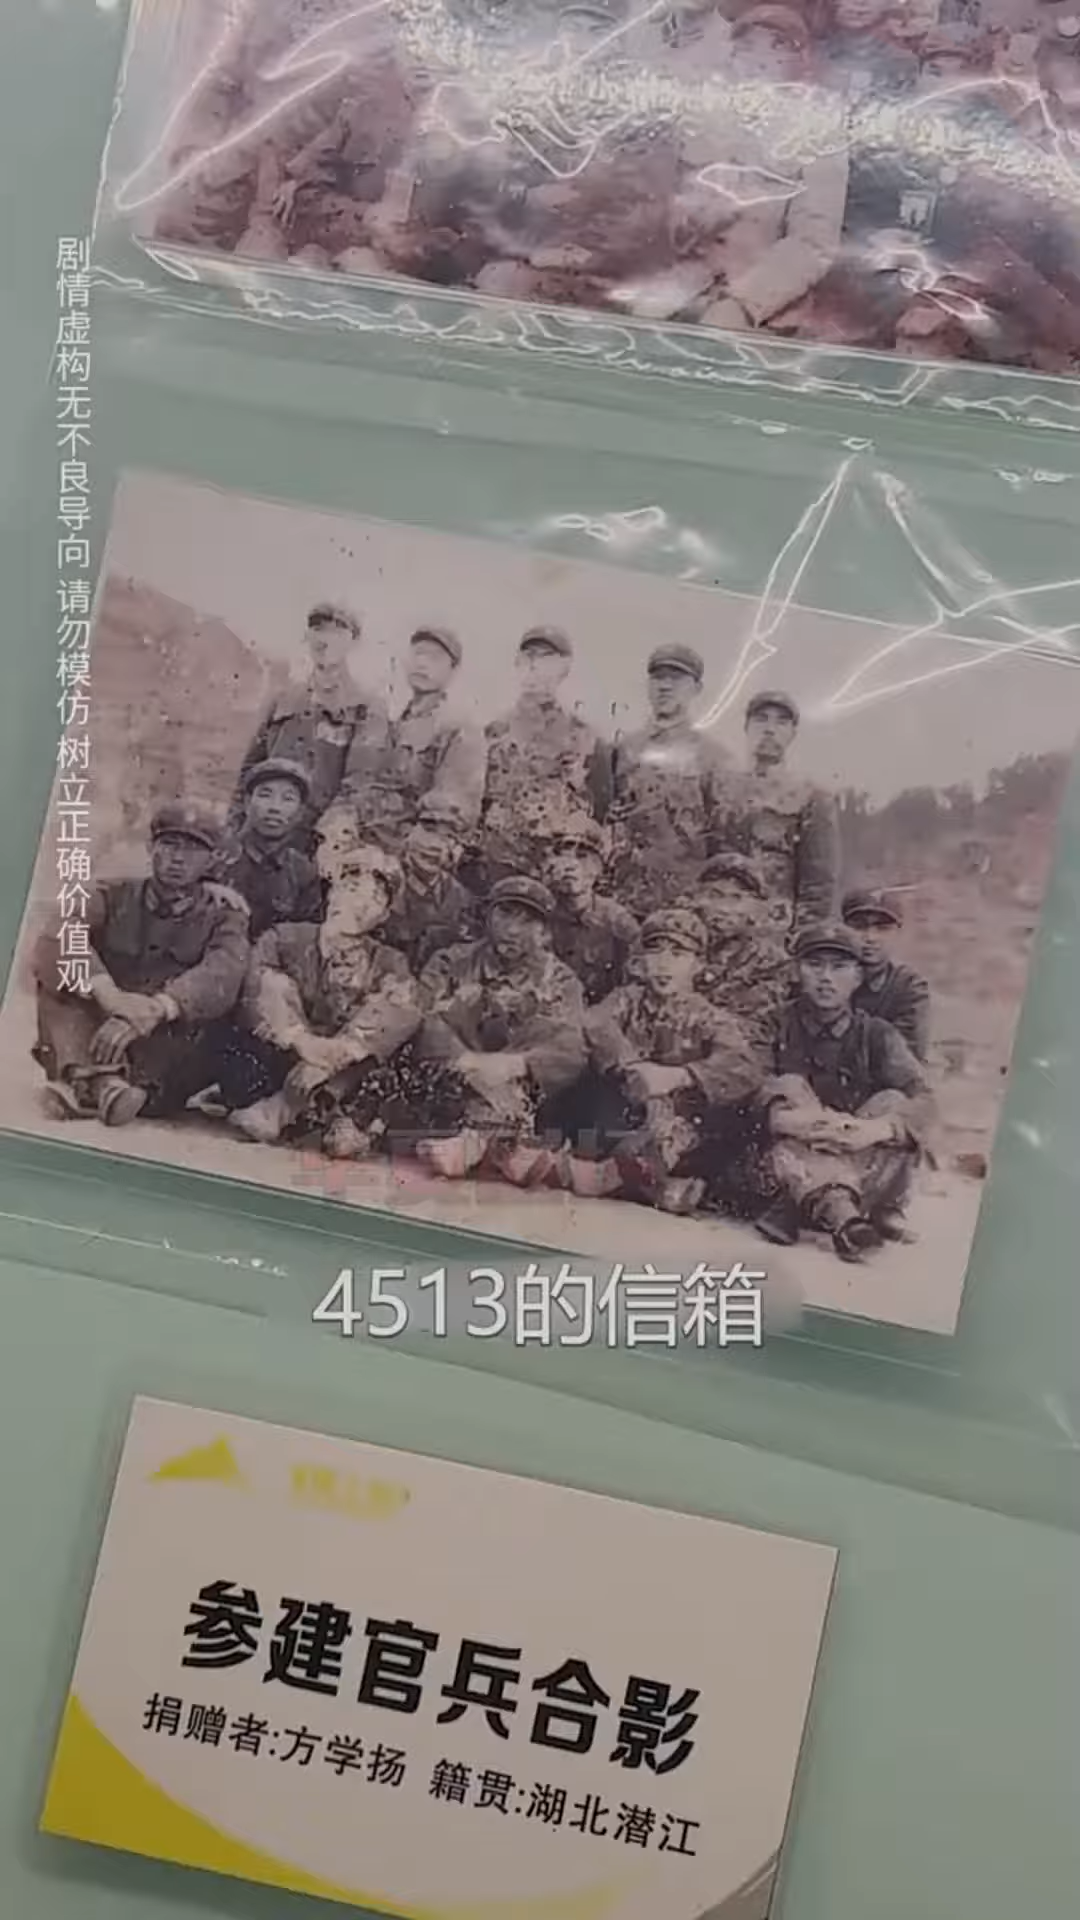 剧情虚构无不良导向 请勿模仿 树立正确价值观
4513的信箱
参建官兵合影
捐赠者:方学扬 籍贯:湖北潜江